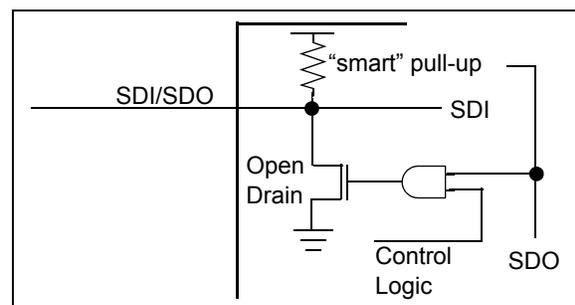 “smart” pull-up
SDI/SDO
SDI
Open
Drain
Control
Logic
SDO